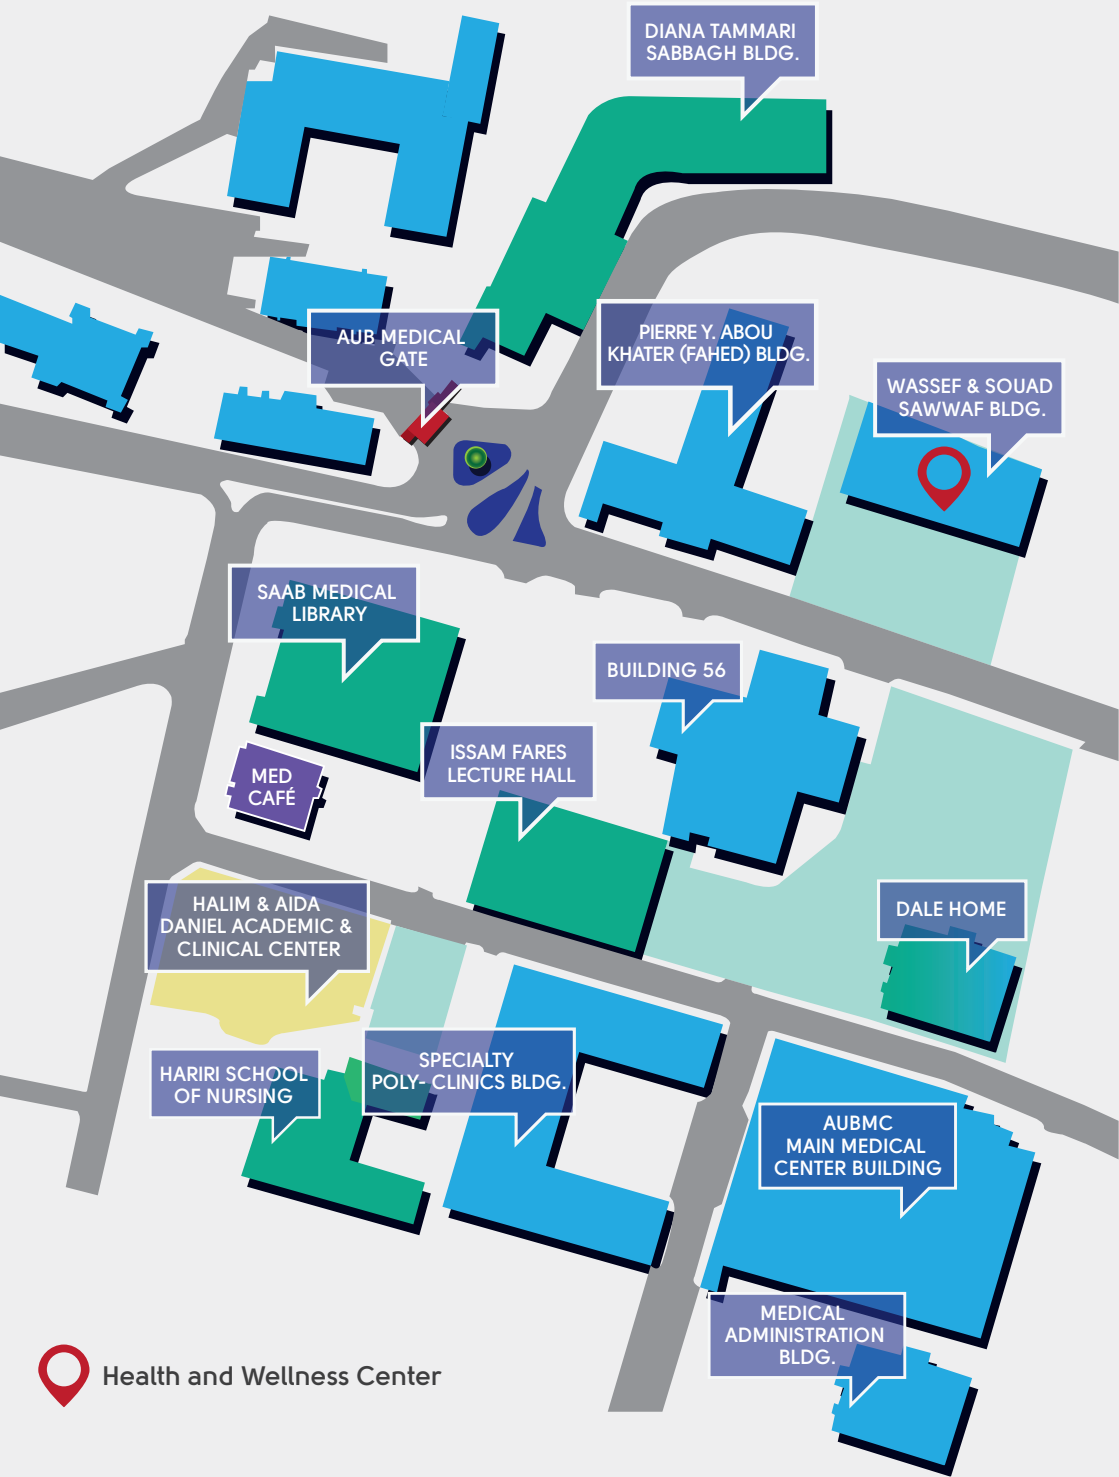 DIANA TAMMARI
SABBAGH BLDG.
AUB MEDICAL
GATE
PIERRE Y. ABOU
KHATER (FAHED) BLDG.
WASSEF & SOUAD
SAWWAF BLDG.
SAAB MEDICAL
LIBRARY
BUILDING 56
ISSAM FARES
LECTURE HALL
MED
CAFÉ
HALIM & AIDA
DANIEL ACADEMIC &
CLINICAL CENTER
DALE HOME
HARIRI SCHOOL
OF NURSING
SPECIALTY
POLY- CLINICS BLDG.
AUBMC
MAIN MEDICAL
CENTER BUILDING
MEDICAL
ADMINISTRATION
BLDG.
Health and Wellness Center